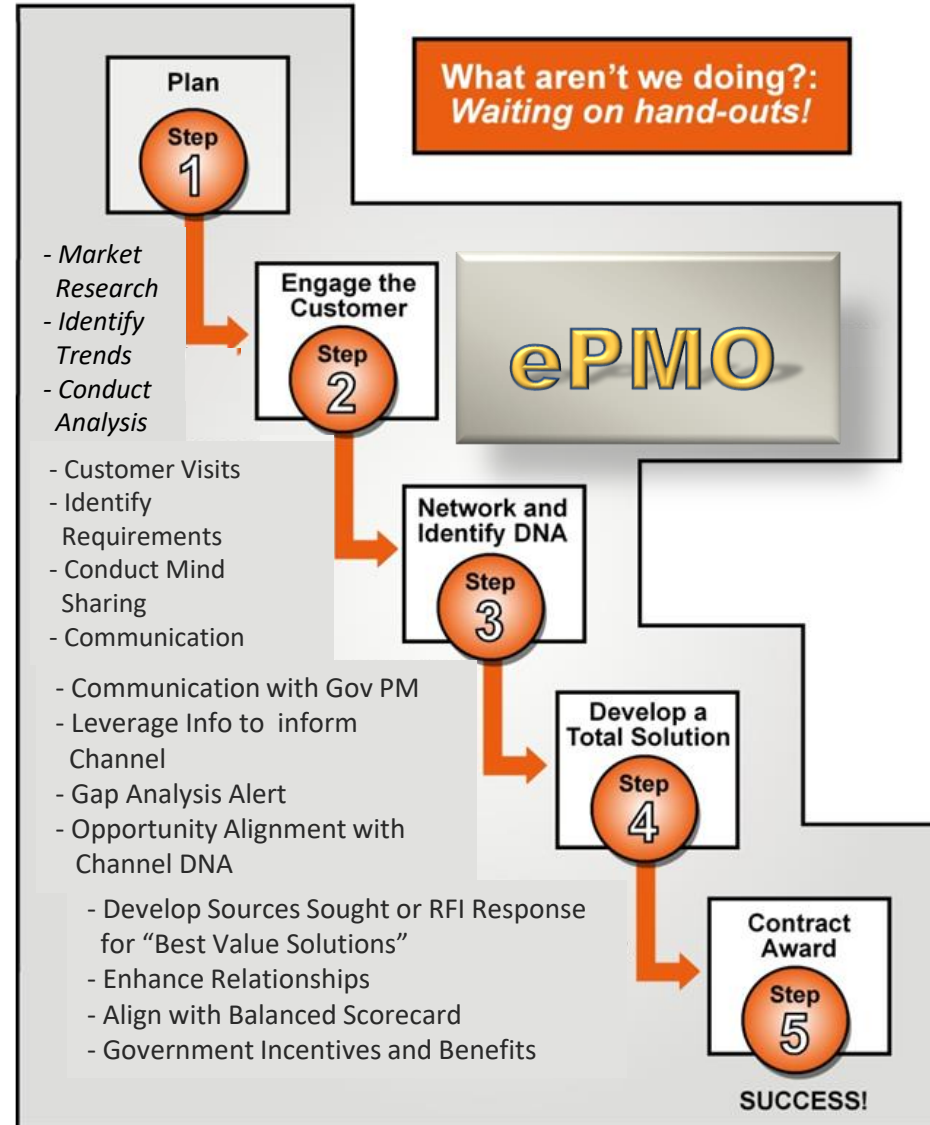 What aren't we doing?:
Waiting on hand-outs!
Plan
Step
1
- Market
Research
- Identify
Trends
- Conduct
Analysis
Engage the
Customer
Step
2
ePMO
- Customer Visits
- Identify
Requirements
- Conduct Mind
Sharing
- Communication
Network and
Identify DNA
Step
3
- Communication with Gov PM
- Leverage Info to inform
Channel
- Gap Analysis Alert
- Opportunity Alignment with
Channel DNA
Develop a
Total Solution
Step
4
- Develop Sources Sought or RFI Response
for “Best Value Solutions”
- Enhance Relationships
- Align with Balanced Scorecard
- Government Incentives and Benefits
Contract
Award
Step
5
SUCCESS!